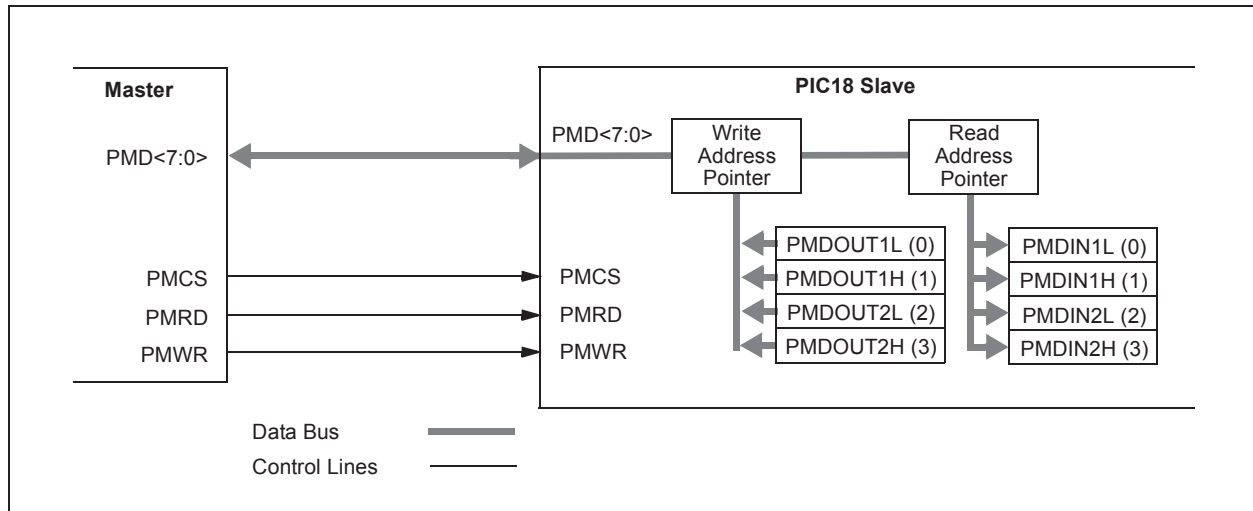 Master
PIC18 Slave
PMD<7:0>
PMD<7:0>
Write
Address
Pointer
Read
Address
Pointer
PMDOUT1L (0)
PMDOUT1H (1)
PMDOUT2L (2)
PMDOUT2H (3)
PMDIN1L (0)
PMDIN1H (1)
PMDIN2L (2)
PMDIN2H (3)
PMCS
PMCS
PMRD
PMRD
PMWR
PMWR
Data Bus
Control Lines